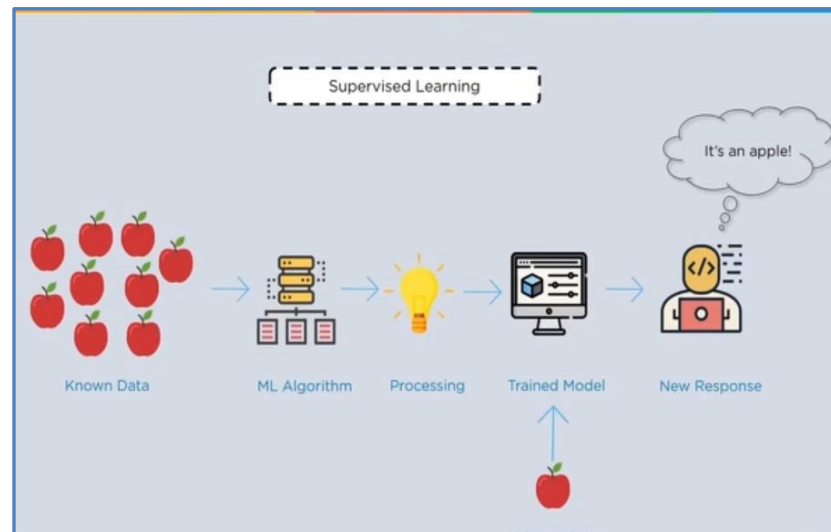 Supervised Learning
It's an apple!
</>
Known Data
ML Algorithm
Processing
Trained Model
New Response